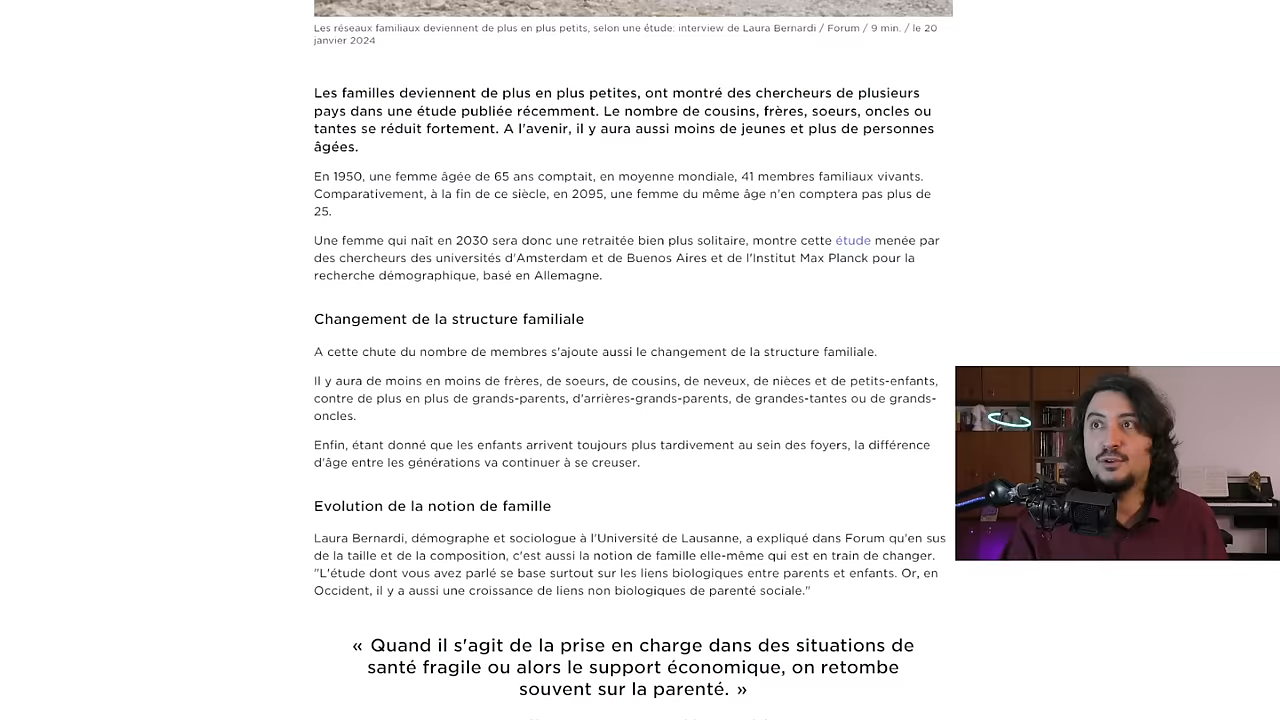 Les réseaux familiaux deviennent de plus en plus petits, selon une étude: interview de Laura Bernardi / Forum / 9 min. / le 20
janvier 2024
Les familles deviennent de plus en plus petites, ont montré des chercheurs de plusieurs
pays dans une étude publiée récemment. Le nombre de cousins, frères, soeurs, oncles ou
tantes se réduit fortement. A l'avenir, il y aura aussi moins de jeunes et plus de personnes
âgées.
En 1950, une femme âgée de 65 ans comptait, en moyenne mondiale, 41 membres familiaux vivants.
Comparativement, à la fin de ce siècle, en 2095, une femme du même âge n'en comptera pas plus de
25.
Une femme qui naît en 2030 sera donc une retraitée bien plus solitaire, montre cette étude menée par
des chercheurs des universités d'Amsterdam et de Buenos Aires et de l'Institut Max Planck pour la
recherche démographique, basé en Allemagne.
Changement de la structure familiale
A cette chute du nombre de membres s'ajoute aussi le changement de la structure familiale.
Il y aura de moins en moins de frères, de soeurs, de cousins, de neveux, de nièces et de petits-enfants,
contre de plus en plus de grands-parents, d'arrières-grands-parents, de grandes-tantes ou de grands-
oncles.
Enfin, étant donné que les enfants arrivent toujours plus tardivement au sein des foyers, la différence
d'âge entre les générations va continuer à se creuser.
Evolution de la notion de famille
Laura Bernardi, démographe et sociologue à l'Université de Lausanne, a expliqué dans Forum qu'en sus
de la taille et de la composition, c'est aussi la notion de famille elle-même qui est en train de changer.
"L'étude dont vous avez parlé se base surtout sur les liens biologiques entre parents et enfants. Or, en
Occident, il y a aussi une croissance de liens non biologiques de parenté sociale."
« Quand il s'agit de la prise en charge dans des situations de
santé fragile ou alors le support économique, on retombe
souvent sur la parenté. »